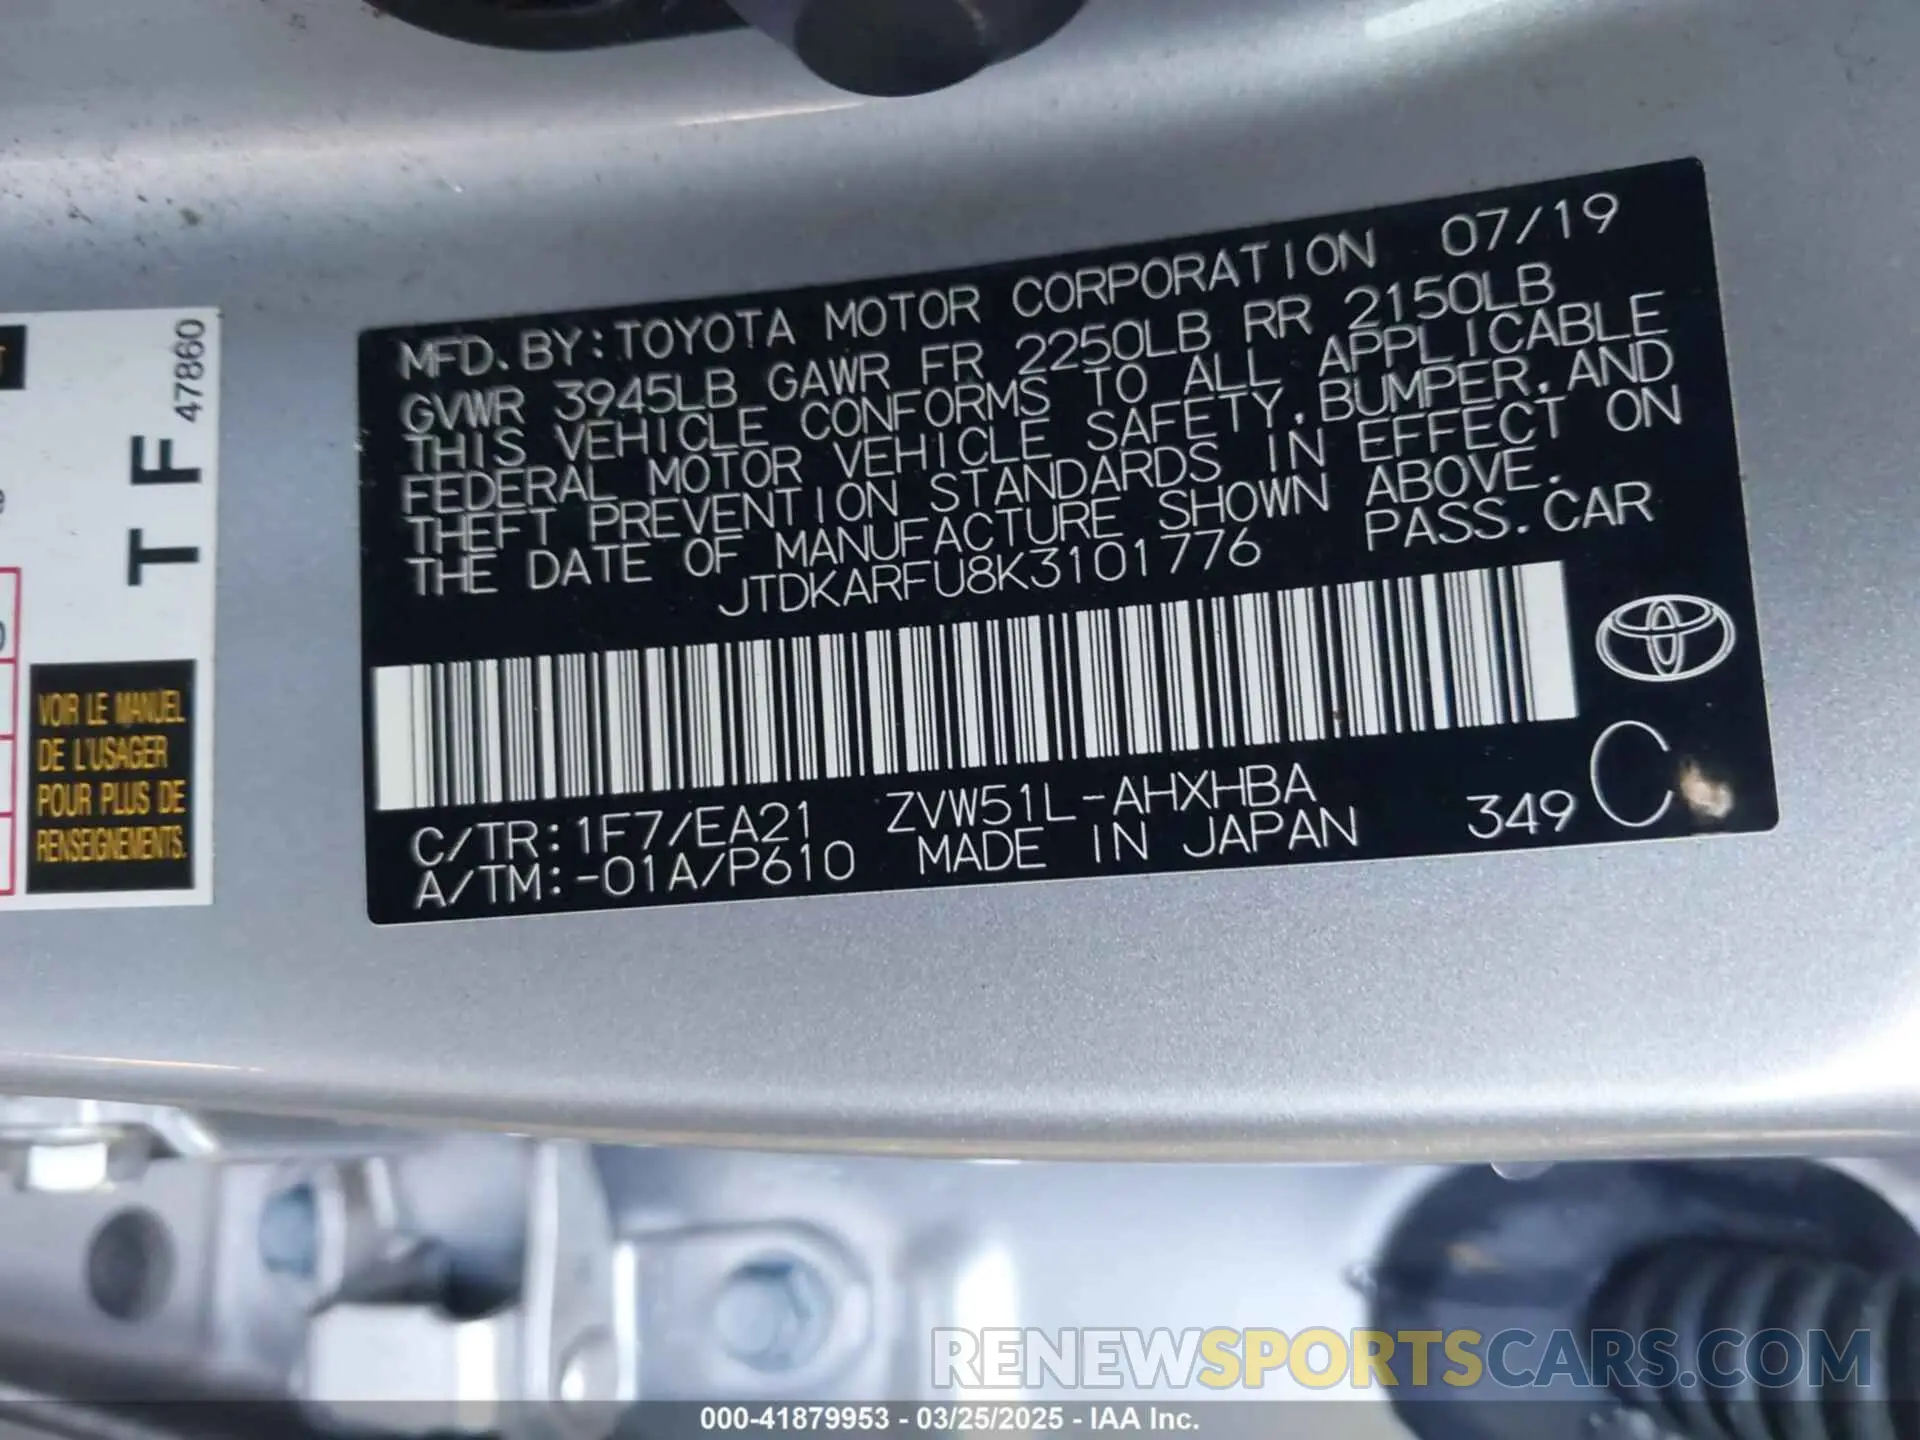 MFD. BY: TOYOTA MOTOR CORPORATION 07/19
GVWR 3945LB GAWR FR 2250LB RR 2150LB
THIS VEHICLE CONFORMS TO ALL APPLICABLE
FEDERAL MOTOR VEHICLE SAFETY, BUMPER, AND
THEFT PREVENTION STANDARDS IN EFFECT ON
THE DATE OF MANUFACTURE SHOWN ABOVE.
JTDKARFU8K3101776 PASS. CAR
C/TR: 1F7/EA21 ZVW51L-AHXHBA
A/TM: -01A/P610 MADE IN JAPAN 349 C
T F 47860
VOIR LE MANUEL
DE L'USAGER
POUR PLUS DE
RENSEIGNEMENTS.
RENEWSPORTSCARS.COM
000-41879953 - 03/25/2025 - IAA Inc.